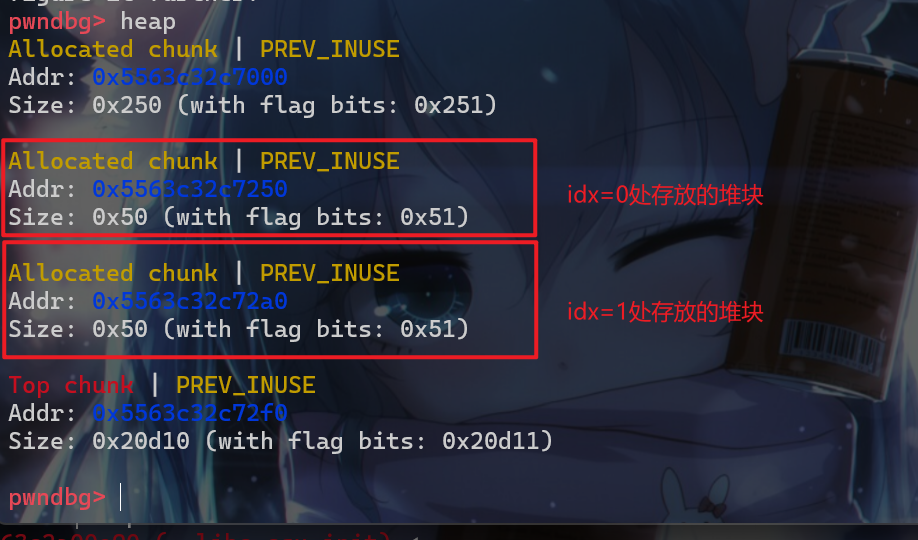 pwndbg> heap
Allocated chunk | PREV_INUSE
Addr: 0x5563c32c7000
Size: 0x250 (with flag bits: 0x251)
Allocated chunk | PREV_INUSE
Addr: 0x5563c32c7250
Size: 0x50 (with flag bits: 0x51)
idx=0处存放的堆块
Allocated chunk | PREV_INUSE
Addr: 0x5563c32c72a0
Size: 0x50 (with flag bits: 0x51)
idx=1处存放的堆块
Top chunk | PREV_INUSE
Addr: 0x5563c32c72f0
Size: 0x20d10 (with flag bits: 0x20d11)
pwndbg>